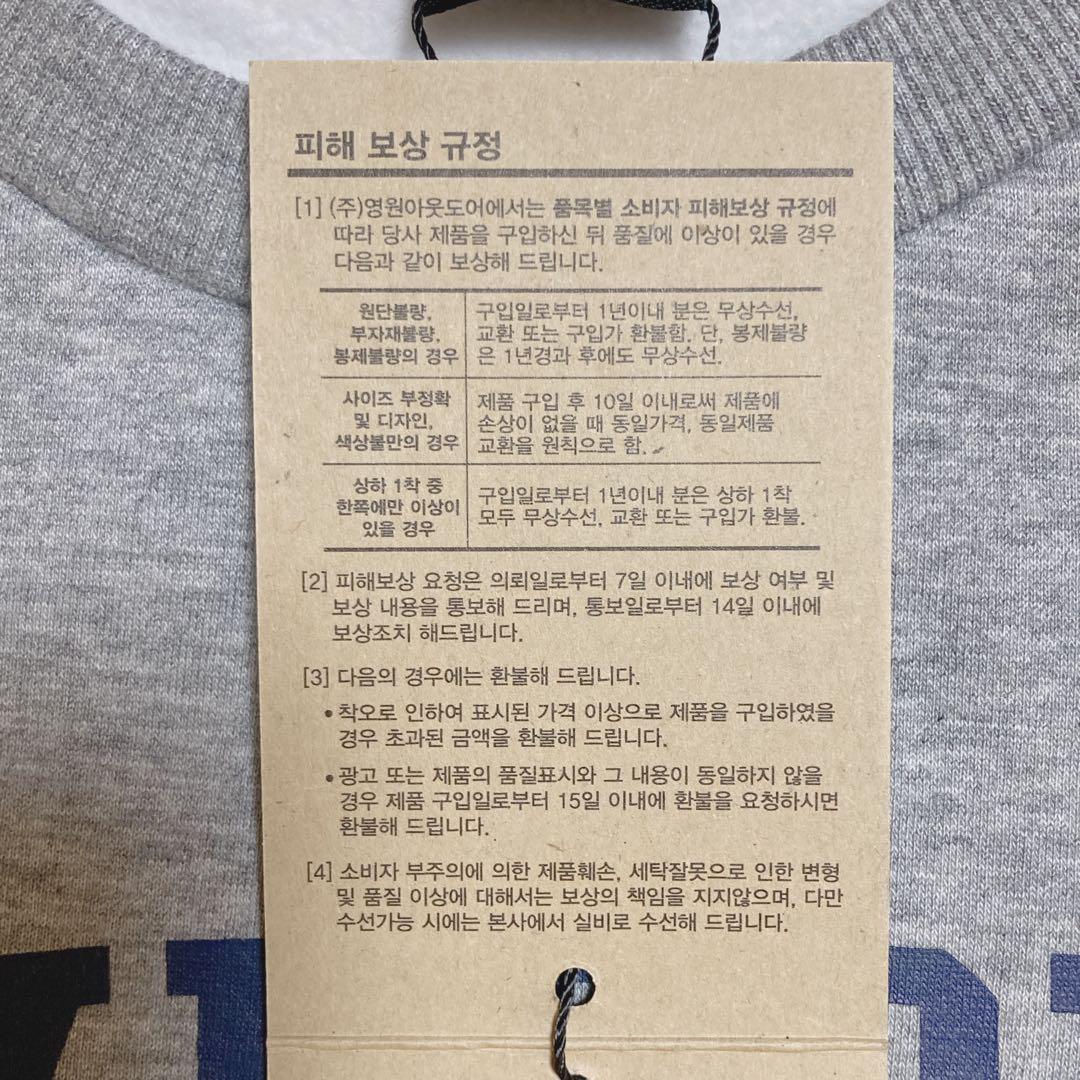 피해 보상 규정
[1] (주)영원아웃도어에서는 품목별 소비자 피해보상 규정에
따라 당사 제품을 구입하신 뒤 품질에 이상이 있을 경우
다음과 같이 보상해 드립니다.
원단불량,
부자재불량,
봉제불량의 경우
구입일로부터 1년이내 분은 무상수선,
교환 또는 구입가 환불함. 단, 봉제불량
은 1년경과 후에도 무상수선.
사이즈 부정확
및 디자인,
색상불만의 경우
제품 구입 후 10일 이내로써 제품에
손상이 없을 때 동일가격, 동일제품
교환을 원칙으로 함.
상하 1착 중
한쪽에만 이상이
있을 경우
구입일로부터 1년이내 분은 상하 1착
모두 무상수선, 교환 또는 구입가 환불.
[2] 피해보상 요청은 의뢰일로부터 7일 이내에 보상 여부 및
보상 내용을 통보해 드리며, 통보일로부터 14일 이내에
보상조치 해드립니다.
[3] 다음의 경우에는 환불해 드립니다.
• 착오로 인하여 표시된 가격 이상으로 제품을 구입하였을
경우 초과된 금액을 환불해 드립니다.
• 광고 또는 제품의 품질표시와 그 내용이 동일하지 않을
경우 제품 구입일로부터 15일 이내에 환불을 요청하시면
환불해 드립니다.
[4] 소비자 부주의에 의한 제품훼손, 세탁잘못으로 인한 변형
및 품질 이상에 대해서는 보상의 책임을 지지않으며, 다만
수선가능 시에는 본사에서 실비로 수선해 드립니다.